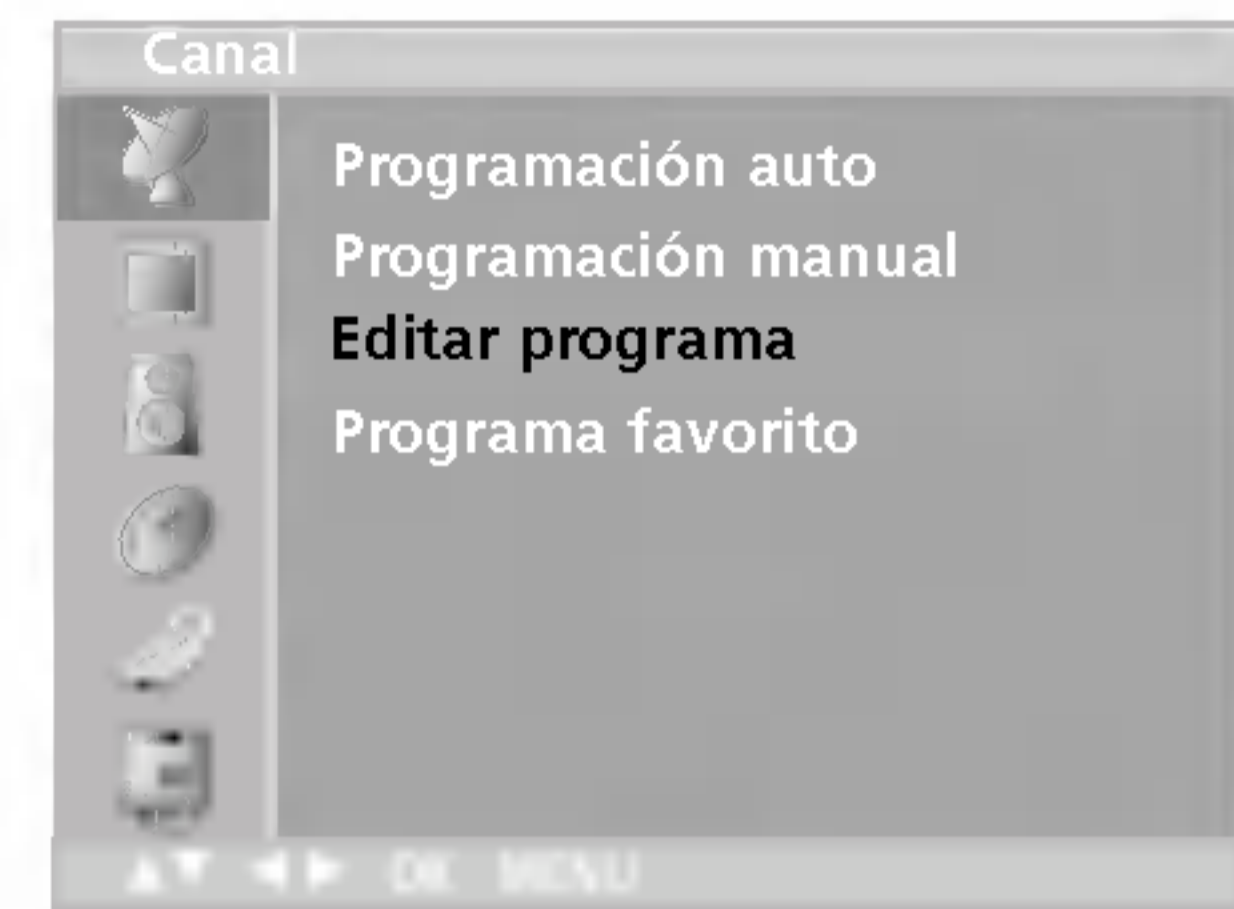 Canal
Programación auto
Programación manual
Editar programa
Programa favorito
▲▼ ◀ ▶ OK MENU